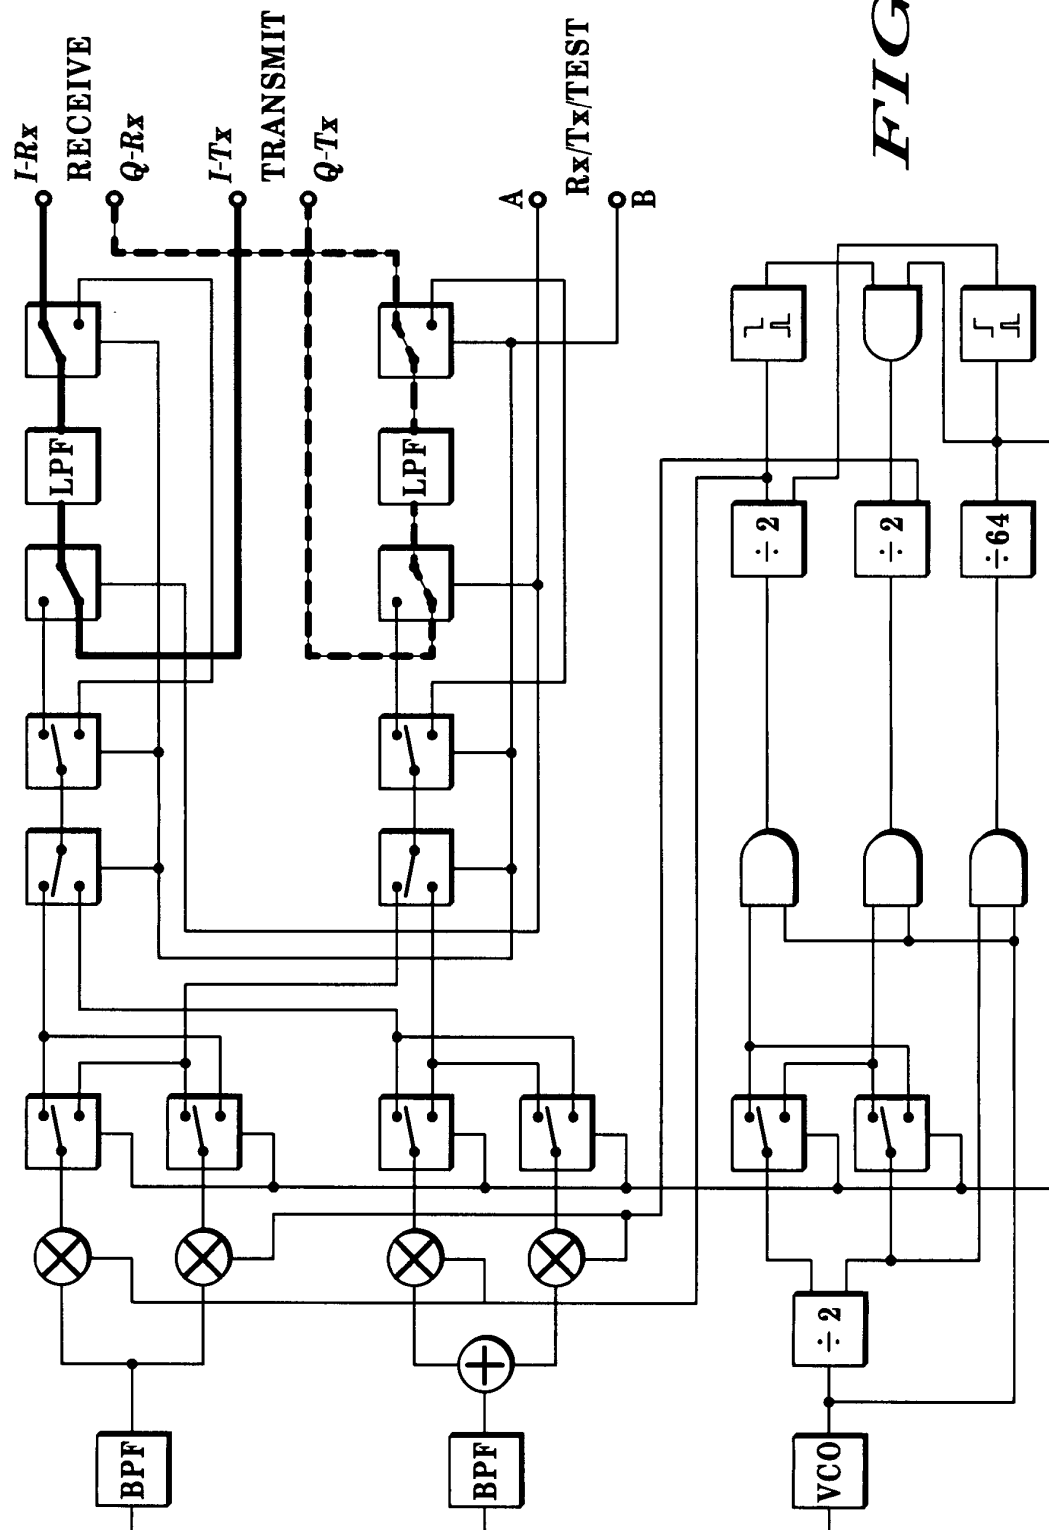 I-Rx
RECEIVE
Q-Rx
I-Tx
TRANSMIT
Q-Tx
A
Rx/Tx/TEST
B
FIG
LPF
LPF
÷2
÷2
÷64
÷2
BPF
BPF
VCO